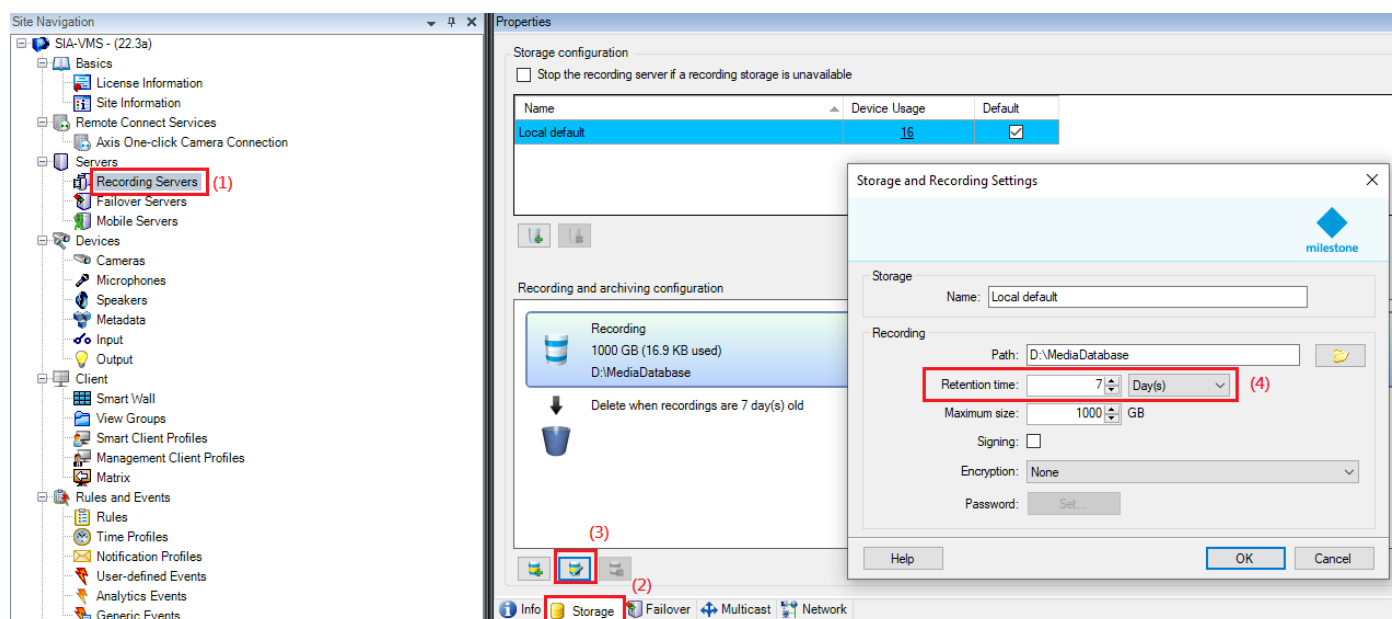 Site Navigation
SIA-VMS - (22.3a)
Basics
License Information
Site Information
Remote Connect Services
Axis One-click Camera Connection
Servers
Recording Servers (1)
Failover Servers
Mobile Servers
Devices
Cameras
Microphones
Speakers
Metadata
Input
Output
Client
Smart Wall
View Groups
Smart Client Profiles
Management Client Profiles
Matrix
Rules and Events
Rules
Time Profiles
Notification Profiles
User-defined Events
Analytics Events
Generic Events
Properties
Storage configuration
Stop the recording server if a recording storage is unavailable
Name Device Usage Default
Local default 16
Recording and archiving configuration
Recording
1000 GB (16.9 KB used)
D:\MediaDatabase
Delete when recordings are 7 day(s) old
(3)
(2)
Info Storage Failover Multicast Network
Storage and Recording Settings
milestone
Storage
Name: Local default
Recording
Path: D:\MediaDatabase
Retention time: 7 Day(s) (4)
Maximum size: 1000 GB
Signing:
Encryption: None
Password: Set...
Help OK Cancel